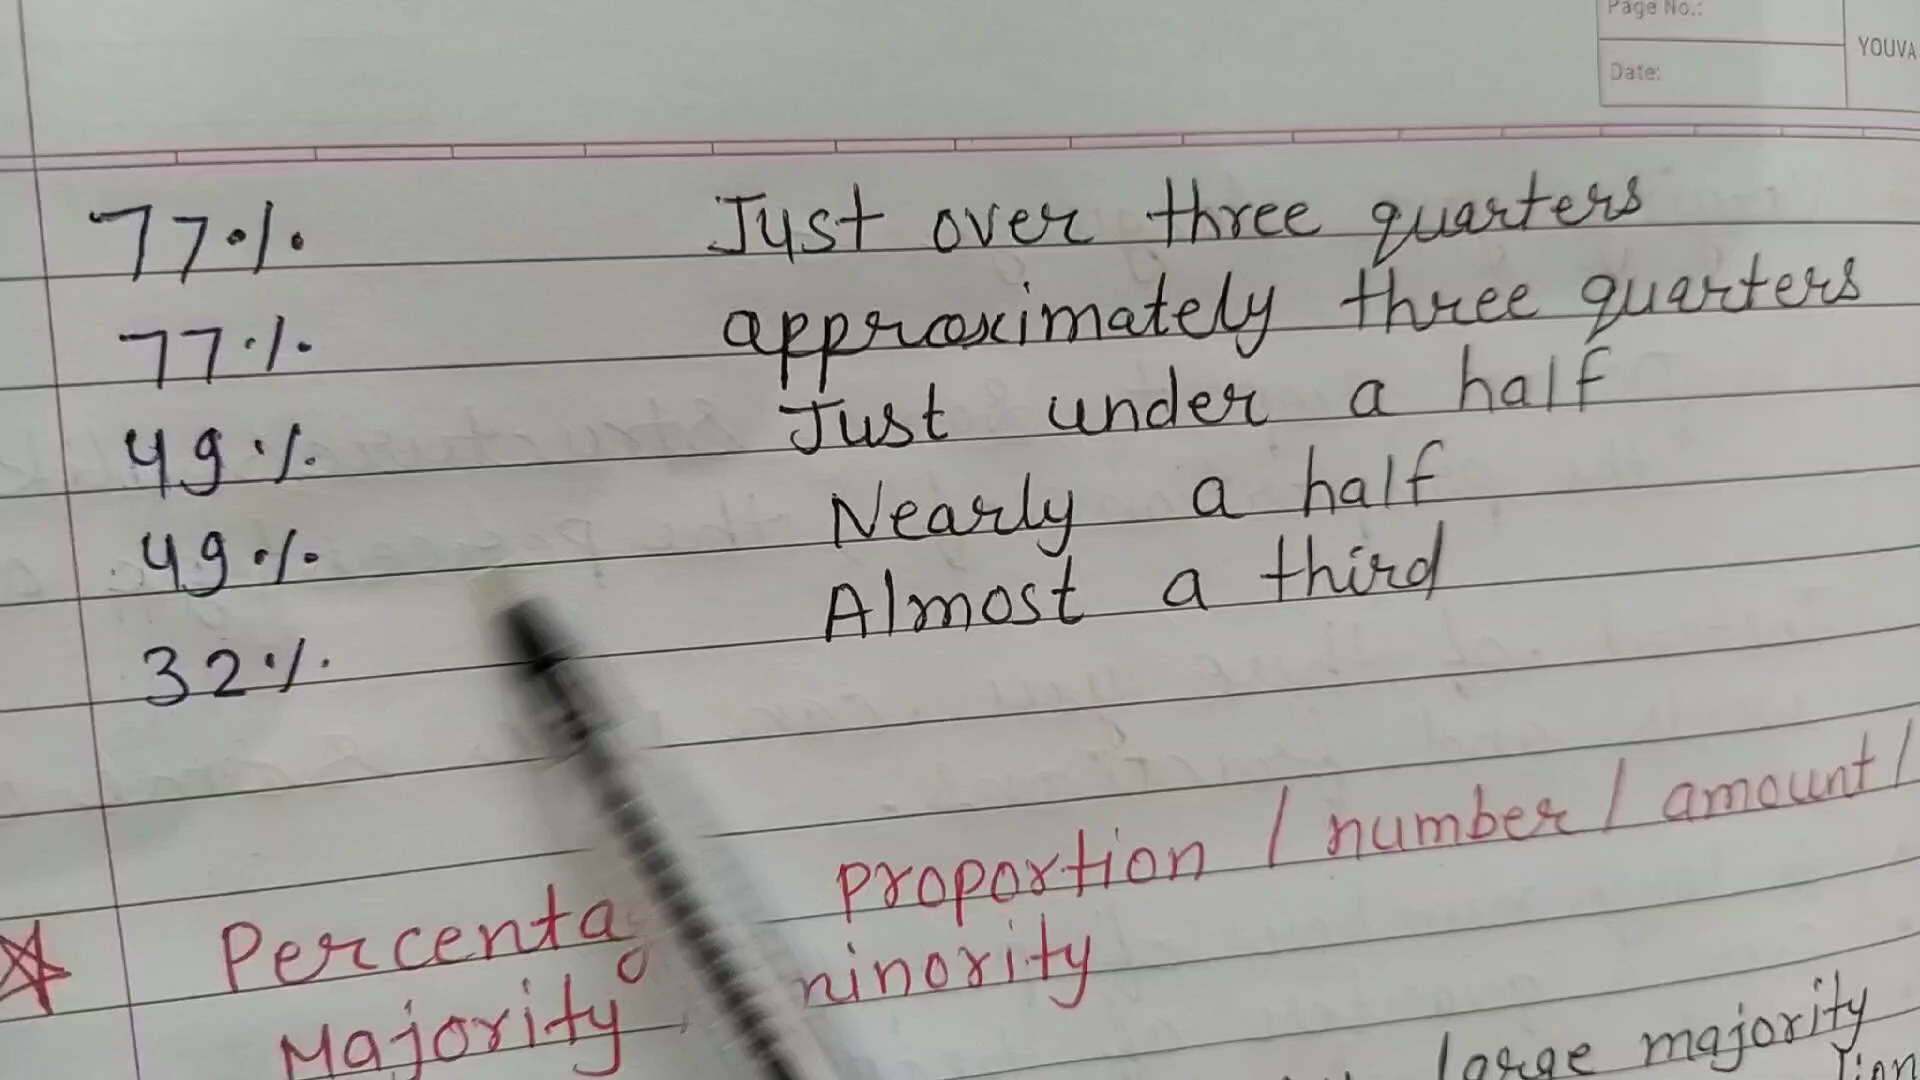 Page No.:
Date:
YOUVA
77% Just over three quarters
77% approximately three quarters
49% Just under a half
49% Nearly a half
32% Almost a third
proportion / number / amount /
Majority
large majority